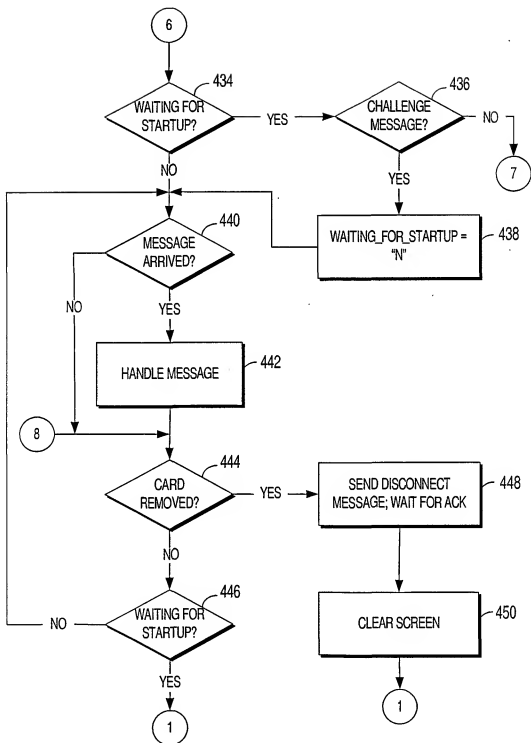 6
434
WAITING FOR
STARTUP?
YES
436
CHALLENGE
MESSAGE?
NO
7
NO
YES
440
MESSAGE
ARRIVED?
WAITING_FOR_STARTUP =
"N"
438
NO
YES
HANDLE MESSAGE
442
8
444
CARD
REMOVED?
YES
SEND DISCONNECT
MESSAGE; WAIT FOR ACK
448
NO
446
WAITING FOR
STARTUP?
NO
CLEAR SCREEN
450
YES
1
1